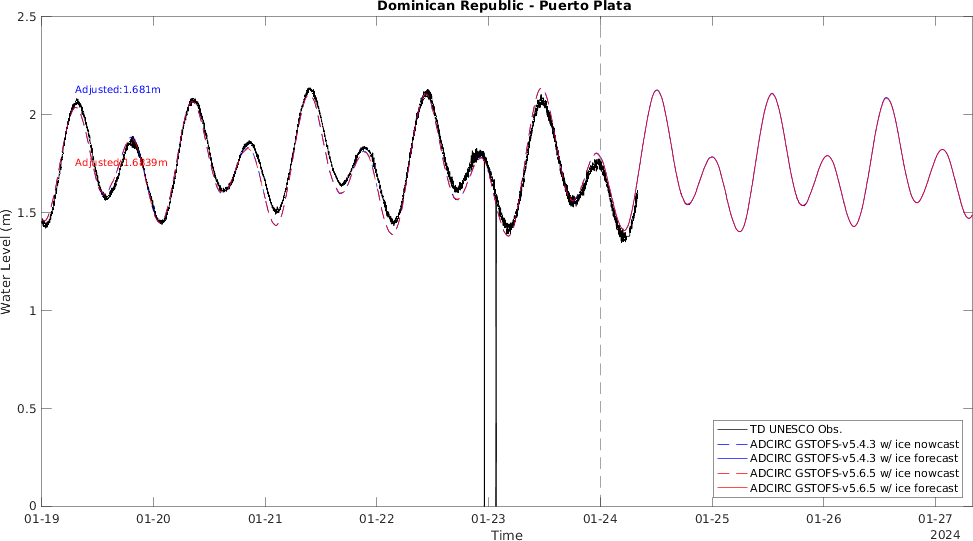 Dominican Republic - Puerto Plata
2.5
2
1.5
1
0.5
0
Water Level (m)
Adjusted:1.681m
Adjusted:1.6839m
TD UNESCO Obs.
ADCIRC GSTOFS-v5.4.3 w/ ice nowcast
ADCIRC GSTOFS-v5.4.3 w/ ice forecast
ADCIRC GSTOFS-v5.6.5 w/ ice nowcast
ADCIRC GSTOFS-v5.6.5 w/ ice forecast
01-19 01-20 01-21 01-22 01-23 01-24 01-25 01-26 01-27
Time
2024